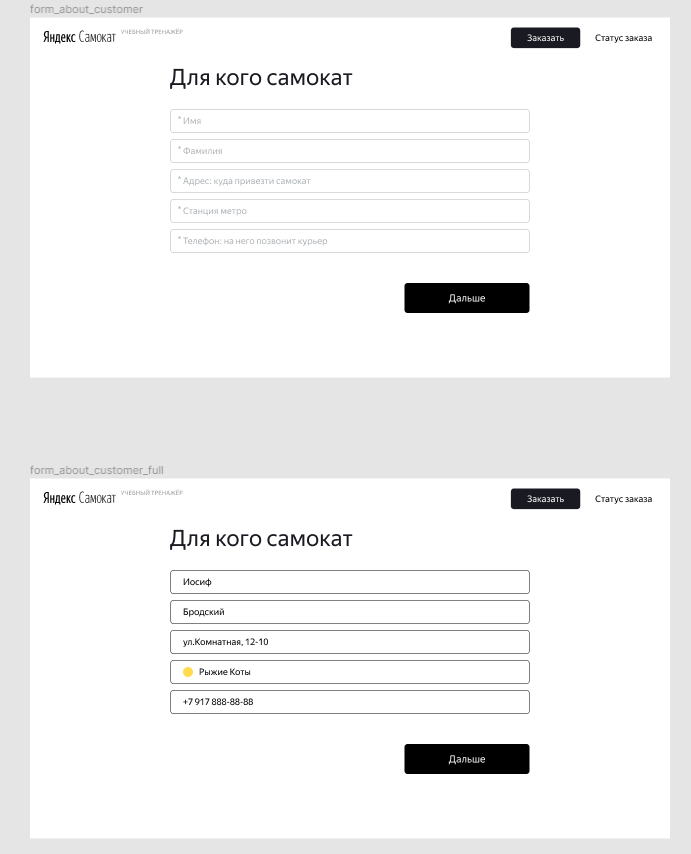 form_about_customer
Яндекс Самокат УЧЕБНЫЙ ТРЕНАЖЁР
Заказать
Статус заказа
Для кого самокат
* Имя
* Фамилия
* Адрес: куда привезти самокат
* Станция метро
* Телефон: на него позвонит курьер
Дальше
form_about_customer_full
Яндекс Самокат УЧЕБНЫЙ ТРЕНАЖЁР
Заказать
Статус заказа
Для кого самокат
Иосиф
Бродский
ул.Комнатная, 12-10
Рыжие Коты
+7 917 888-88-88
Дальше